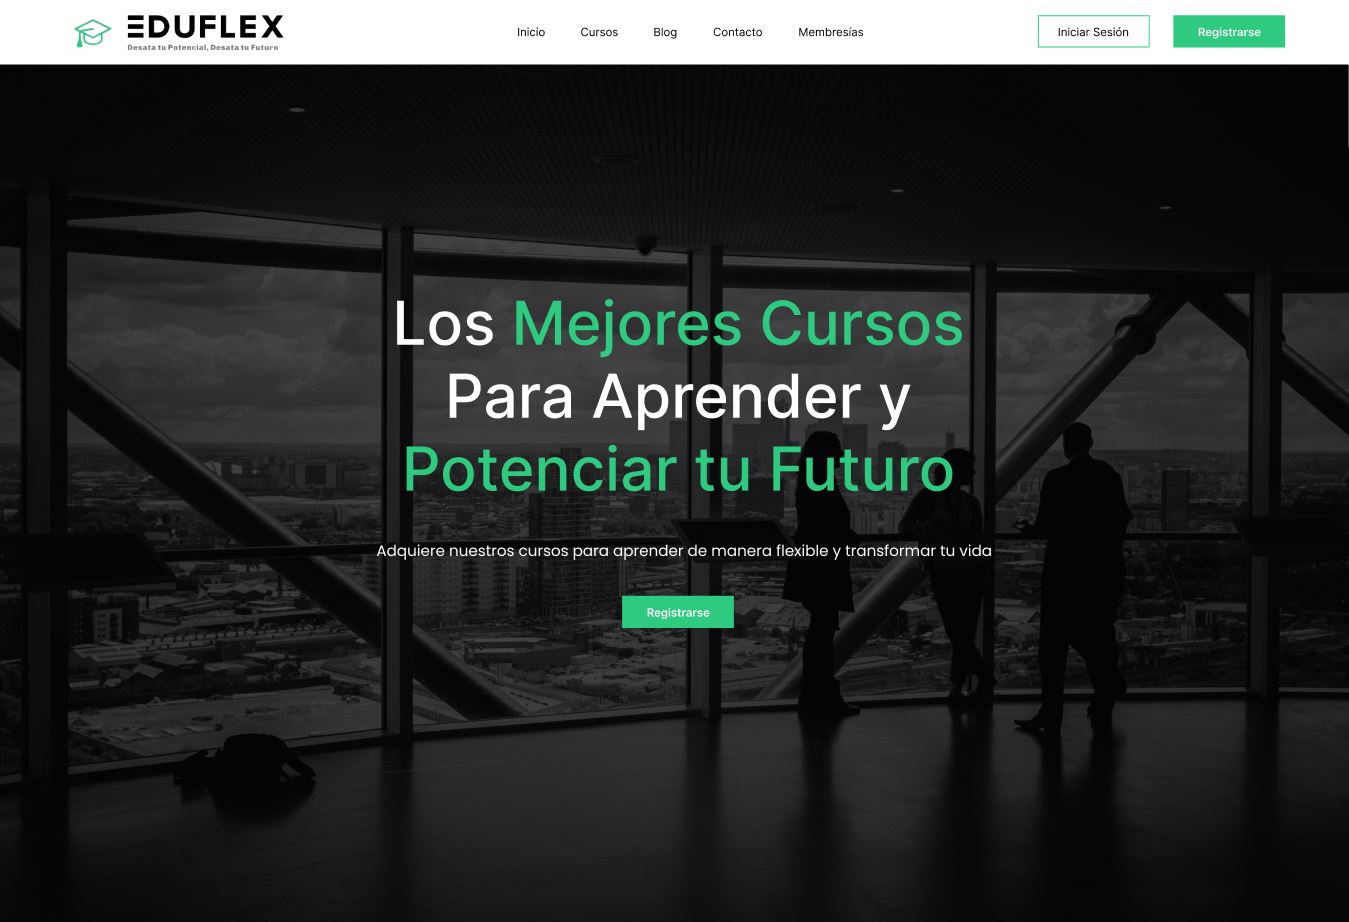 EDUFLEX
Desata tu Potencial, Desata tu Futuro
Inicio
Cursos
Blog
Contacto
Membresías
Iniciar Sesión
Registrarse
Los Mejores Cursos
Para Aprender y
Potenciar tu Futuro
Adquiere nuestros cursos para aprender de manera flexible y transformar tu vida
Registrarse